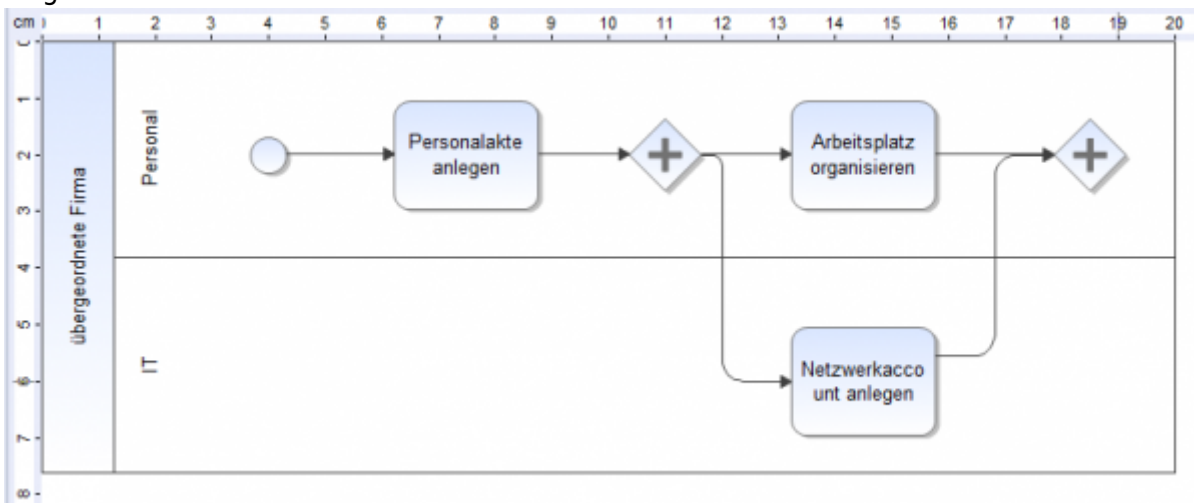 cm 1 2 3 4 5 6 7 8 9 10 11 12 13 14 15 16 17 18 19 20
0
1
2
3
4
5
6
7
8
übergeordnete Firma
Personal
Personalakte
anlegen
Arbeitsplatz
organisieren
IT
Netzwerkacco
unt anlegen